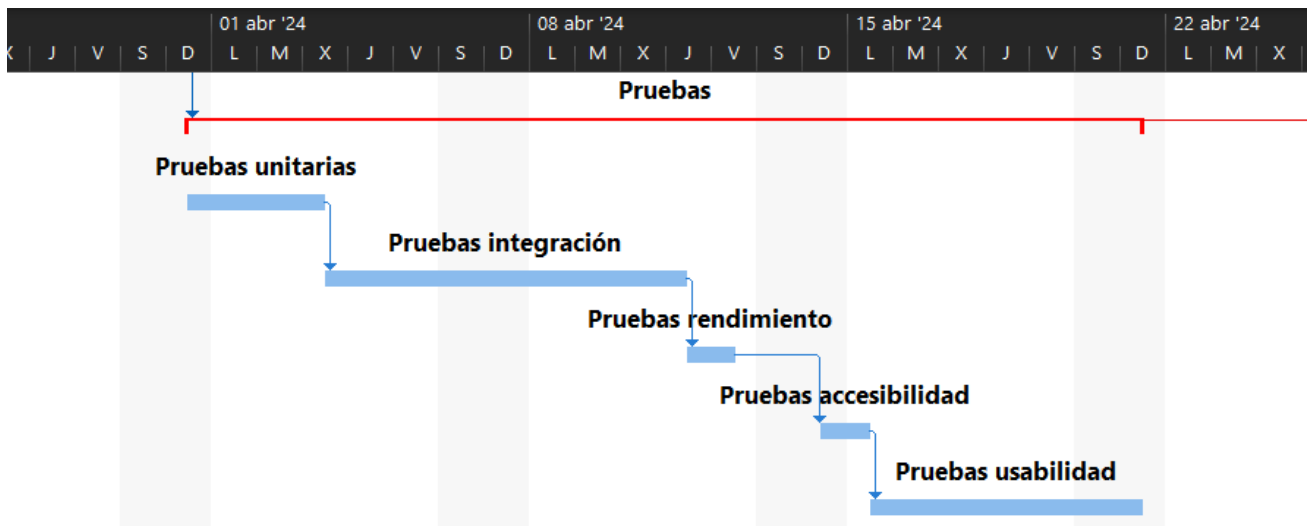 01 abr '24 08 abr '24 15 abr '24 22 abr '24
X J V S D L M X J V S D L M X J V S D L M X J V S D L M X
Pruebas
Pruebas unitarias
Pruebas integración
Pruebas rendimiento
Pruebas accesibilidad
Pruebas usabilidad